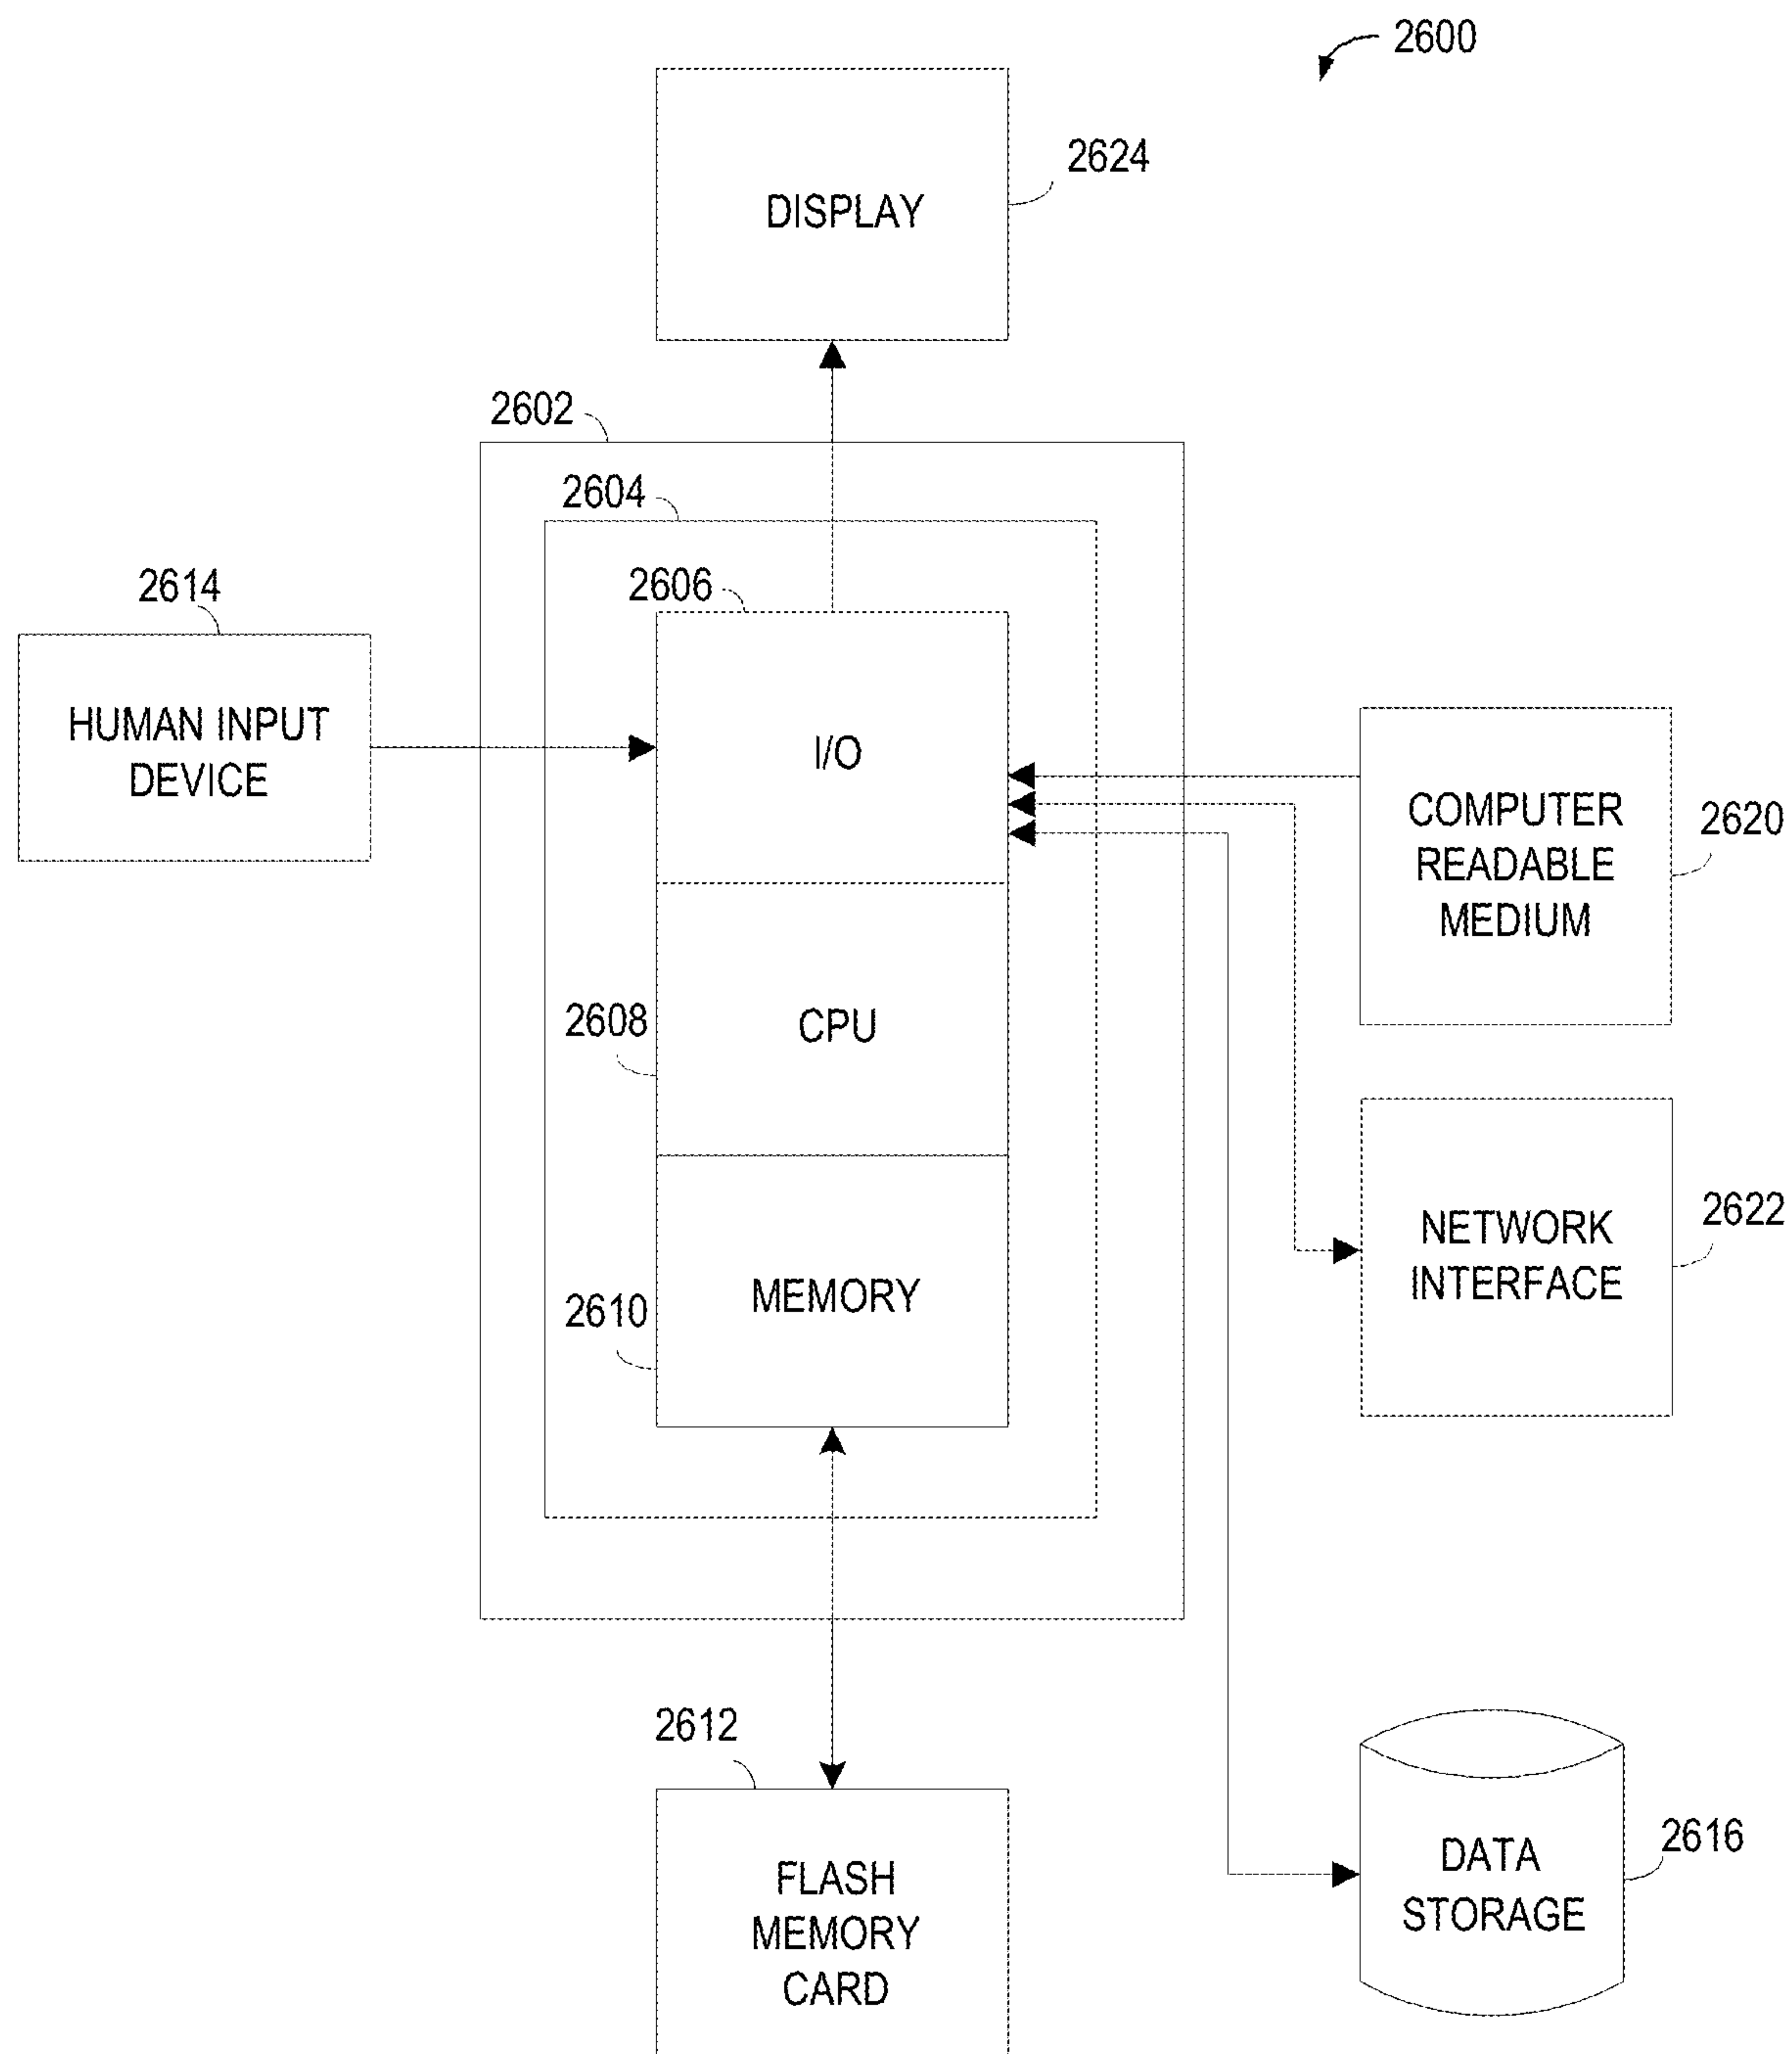 2600
2624
DISPLAY
2602
2604
2606
2614
HUMAN INPUT
DEVICE
I/O
COMPUTER
READABLE
MEDIUM
2620
2608
CPU
NETWORK
INTERFACE
2622
2610
MEMORY
2612
FLASH
MEMORY
CARD
DATA
STORAGE
2616